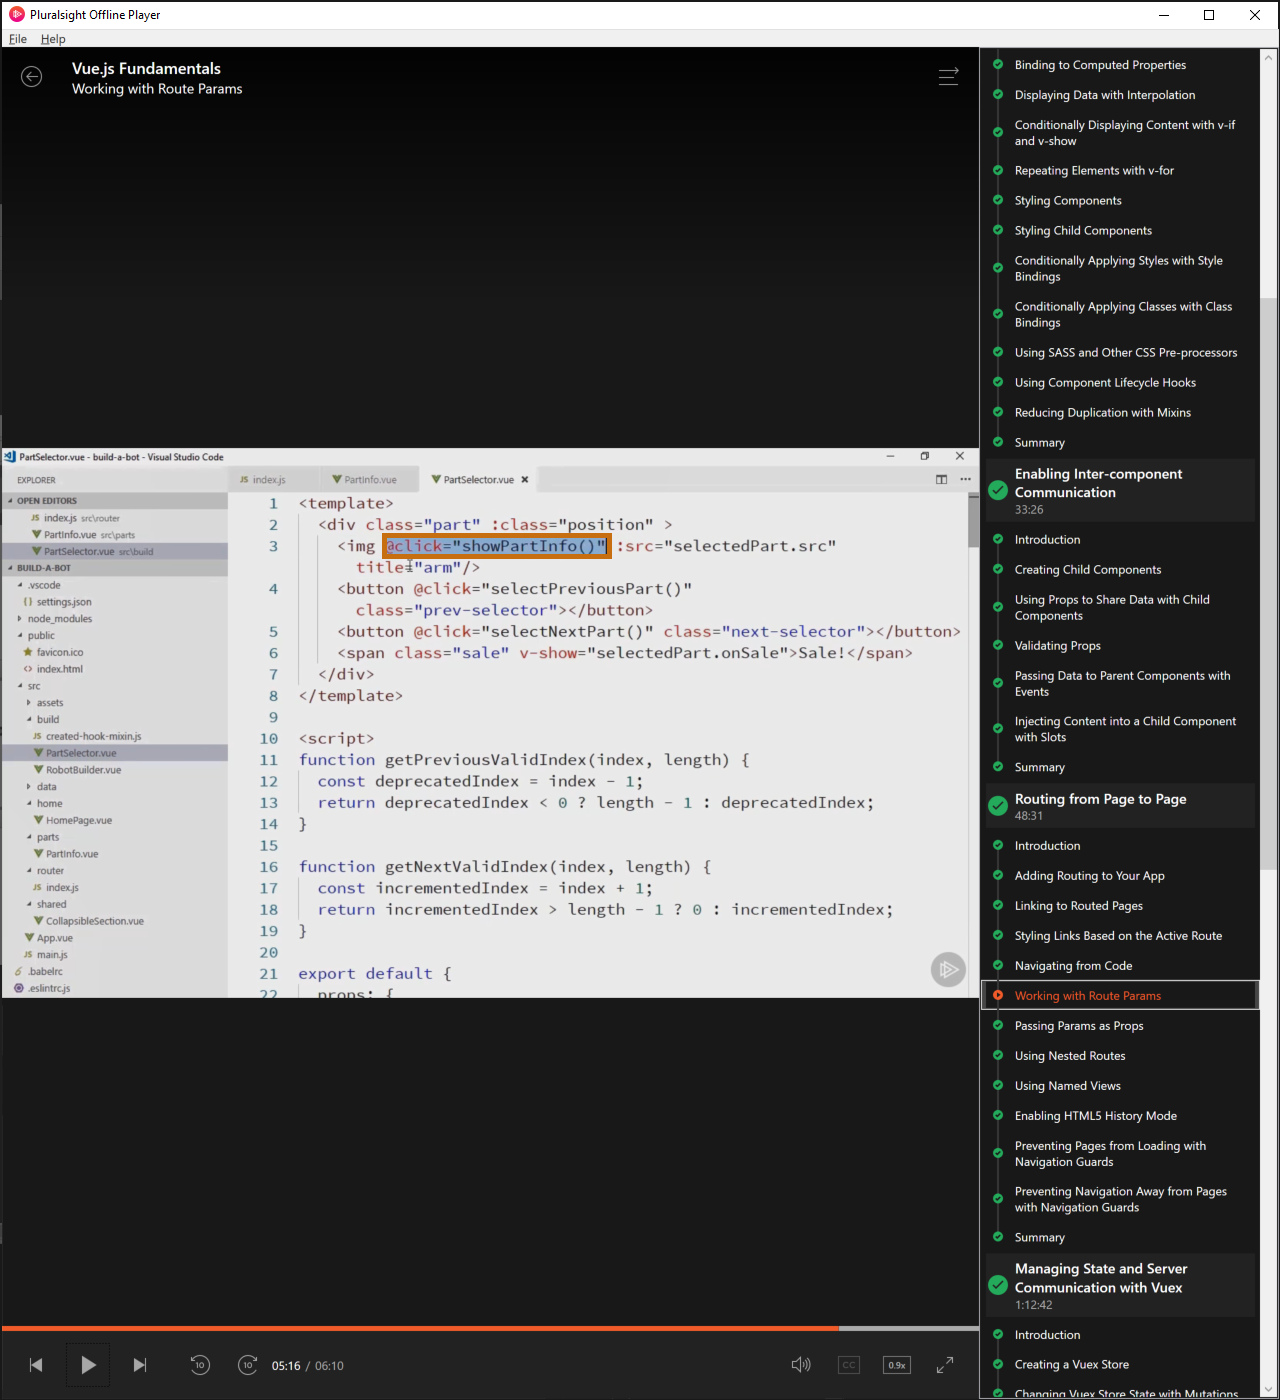 Pluralsight Offline Player
File Help
Vue.js Fundamentals
Working with Route Params
PartSelector.vue - build-a-bot - Visual Studio Code
EXPLORER
OPEN EDITORS
JS index.js src\router
PartInfo.vue src\parts
PartSelector.vue src\build
BUILD-A-BOT
.vscode
{} settings.json
node_modules
public
favicon.ico
<> index.html
src
assets
build
JS created-hook-mixin.js
PartSelector.vue
RobotBuilder.vue
data
home
HomePage.vue
parts
PartInfo.vue
router
JS index.js
shared
CollapsibleSection.vue
App.vue
JS main.js
.babelrc
.eslintrc.js
JS index.js PartInfo.vue PartSelector.vue
1 <template>
2 <div class="part" :class="position" >
3 <img @click="showPartInfo()" :src="selectedPart.src"
title="arm"/>
4 <button @click="selectPreviousPart()"
class="prev-selector"></button>
5 <button @click="selectNextPart()" class="next-selector"></button>
6 <span class="sale" v-show="selectedPart.onSale">Sale!</span>
7 </div>
8 </template>
9
10 <script>
11 function getPreviousValidIndex(index, length) {
12 const deprecatedIndex = index - 1;
13 return deprecatedIndex < 0 ? length - 1 : deprecatedIndex;
14 }
15
16 function getNextValidIndex(index, length) {
17 const incrementedIndex = index + 1;
18 return incrementedIndex > length - 1 ? 0 : incrementedIndex;
19 }
20
21 export default {
22 props: {
10 10 05:16 / 06:10 CC 0.9x
Binding to Computed Properties
Displaying Data with Interpolation
Conditionally Displaying Content with v-if
and v-show
Repeating Elements with v-for
Styling Components
Styling Child Components
Conditionally Applying Styles with Style
Bindings
Conditionally Applying Classes with Class
Bindings
Using SASS and Other CSS Pre-processors
Using Component Lifecycle Hooks
Reducing Duplication with Mixins
Summary
Enabling Inter-component
Communication
33:26
Introduction
Creating Child Components
Using Props to Share Data with Child
Components
Validating Props
Passing Data to Parent Components with
Events
Injecting Content into a Child Component
with Slots
Summary
Routing from Page to Page
48:31
Introduction
Adding Routing to Your App
Linking to Routed Pages
Styling Links Based on the Active Route
Navigating from Code
Working with Route Params
Passing Params as Props
Using Nested Routes
Using Named Views
Enabling HTML5 History Mode
Preventing Pages from Loading with
Navigation Guards
Preventing Navigation Away from Pages
with Navigation Guards
Summary
Managing State and Server
Communication with Vuex
1:12:42
Introduction
Creating a Vuex Store
Changing Vuex Store State with Mutations